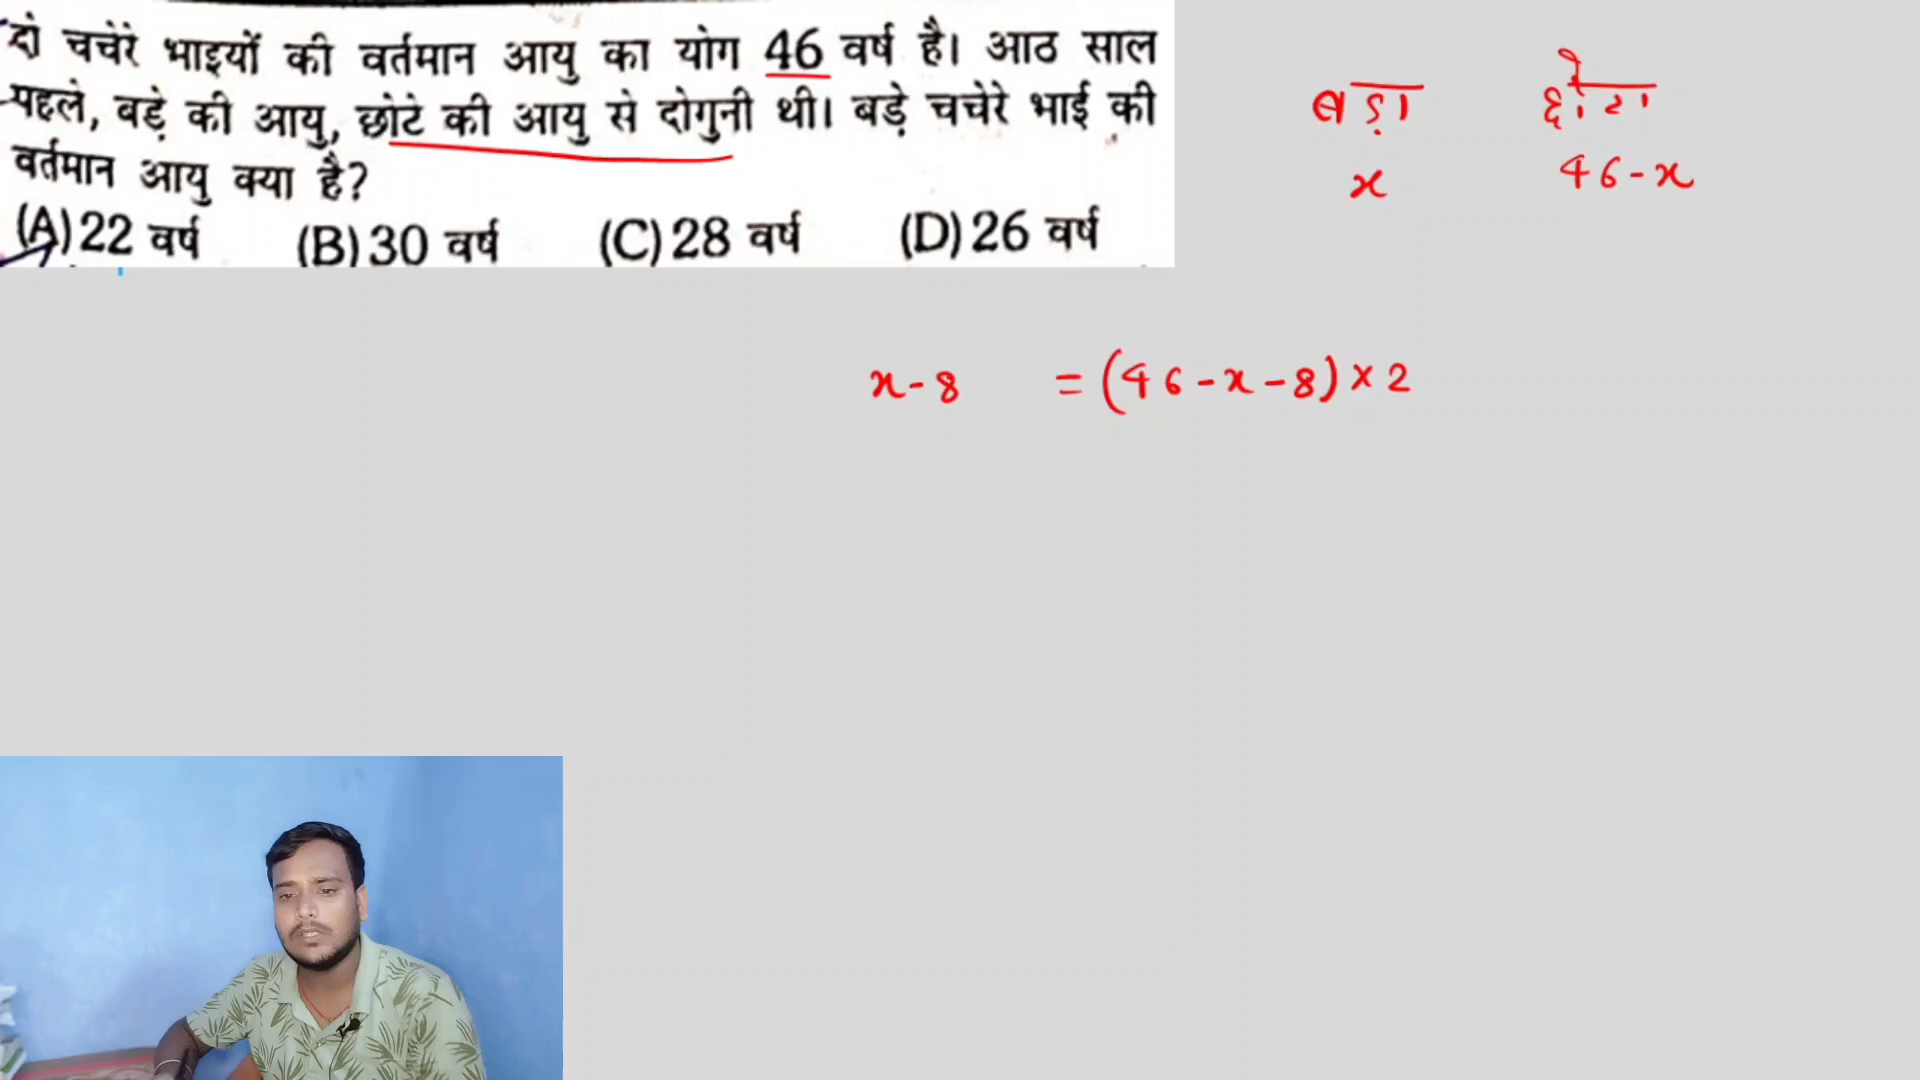 दो चचेरे भाइयों की वर्तमान आयु का योग 46 वर्ष है। आठ साल
पहले, बड़े की आयु, छोटे की आयु से दोगुनी थी। बड़े चचेरे भाई की
वर्तमान आयु क्या है?
(A) 22 वर्ष (B) 30 वर्ष (C) 28 वर्ष (D) 26 वर्ष
बड़ा छोटा
x 46-x
x-8 = (46-x-8)×2